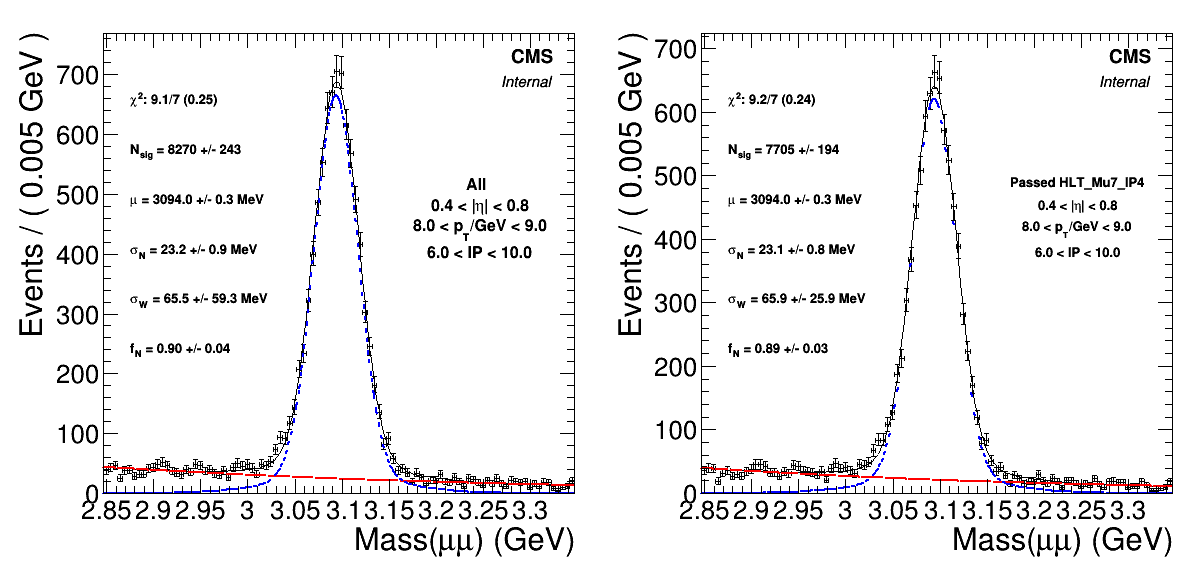 Events / ( 0.005 GeV )
700
600
500
400
300
200
100
0
CMS
Internal
χ²: 9.1/7 (0.25)
N_sig = 8270 +/- 243
μ = 3094.0 +/- 0.3 MeV
σ_N = 23.2 +/- 0.9 MeV
σ_W = 65.5 +/- 59.3 MeV
f_N = 0.90 +/- 0.04
All
0.4 < |η| < 0.8
8.0 < p_T/GeV < 9.0
6.0 < IP < 10.0
2.85 2.9 2.95 3 3.05 3.1 3.15 3.2 3.25 3.3
Mass(μμ) (GeV)
Events / ( 0.005 GeV )
700
600
500
400
300
200
100
0
CMS
Internal
χ²: 9.2/7 (0.24)
N_sig = 7705 +/- 194
μ = 3094.0 +/- 0.3 MeV
σ_N = 23.1 +/- 0.8 MeV
σ_W = 65.9 +/- 25.9 MeV
f_N = 0.89 +/- 0.03
Passed HLT_Mu7_IP4
0.4 < |η| < 0.8
8.0 < p_T/GeV < 9.0
6.0 < IP < 10.0
2.85 2.9 2.95 3 3.05 3.1 3.15 3.2 3.25 3.3
Mass(μμ) (GeV)